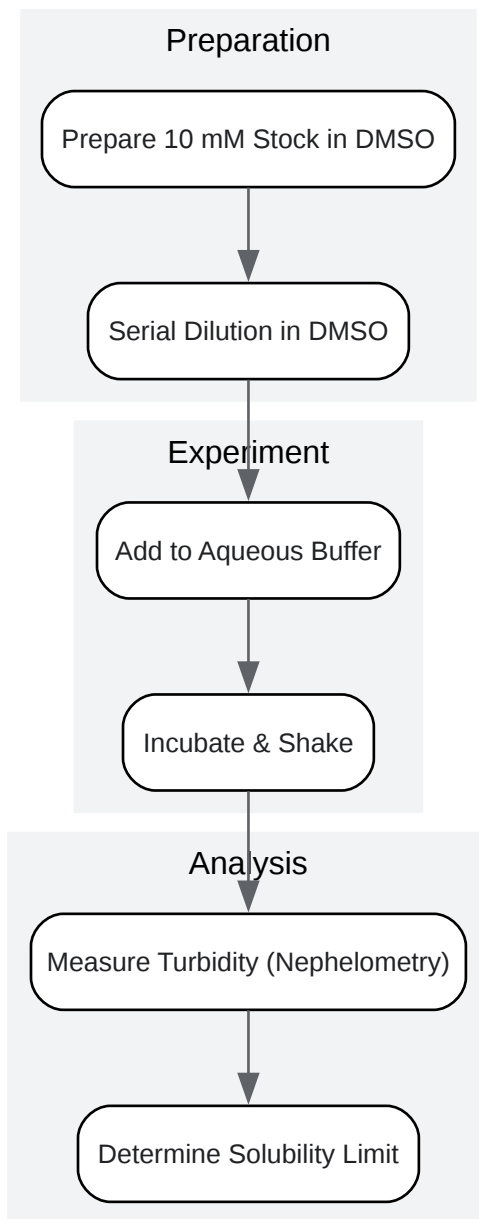 Preparation
Prepare 10 mM Stock in DMSO
Serial Dilution in DMSO
Experiment
Add to Aqueous Buffer
Incubate & Shake
Analysis
Measure Turbidity (Nephelometry)
Determine Solubility Limit